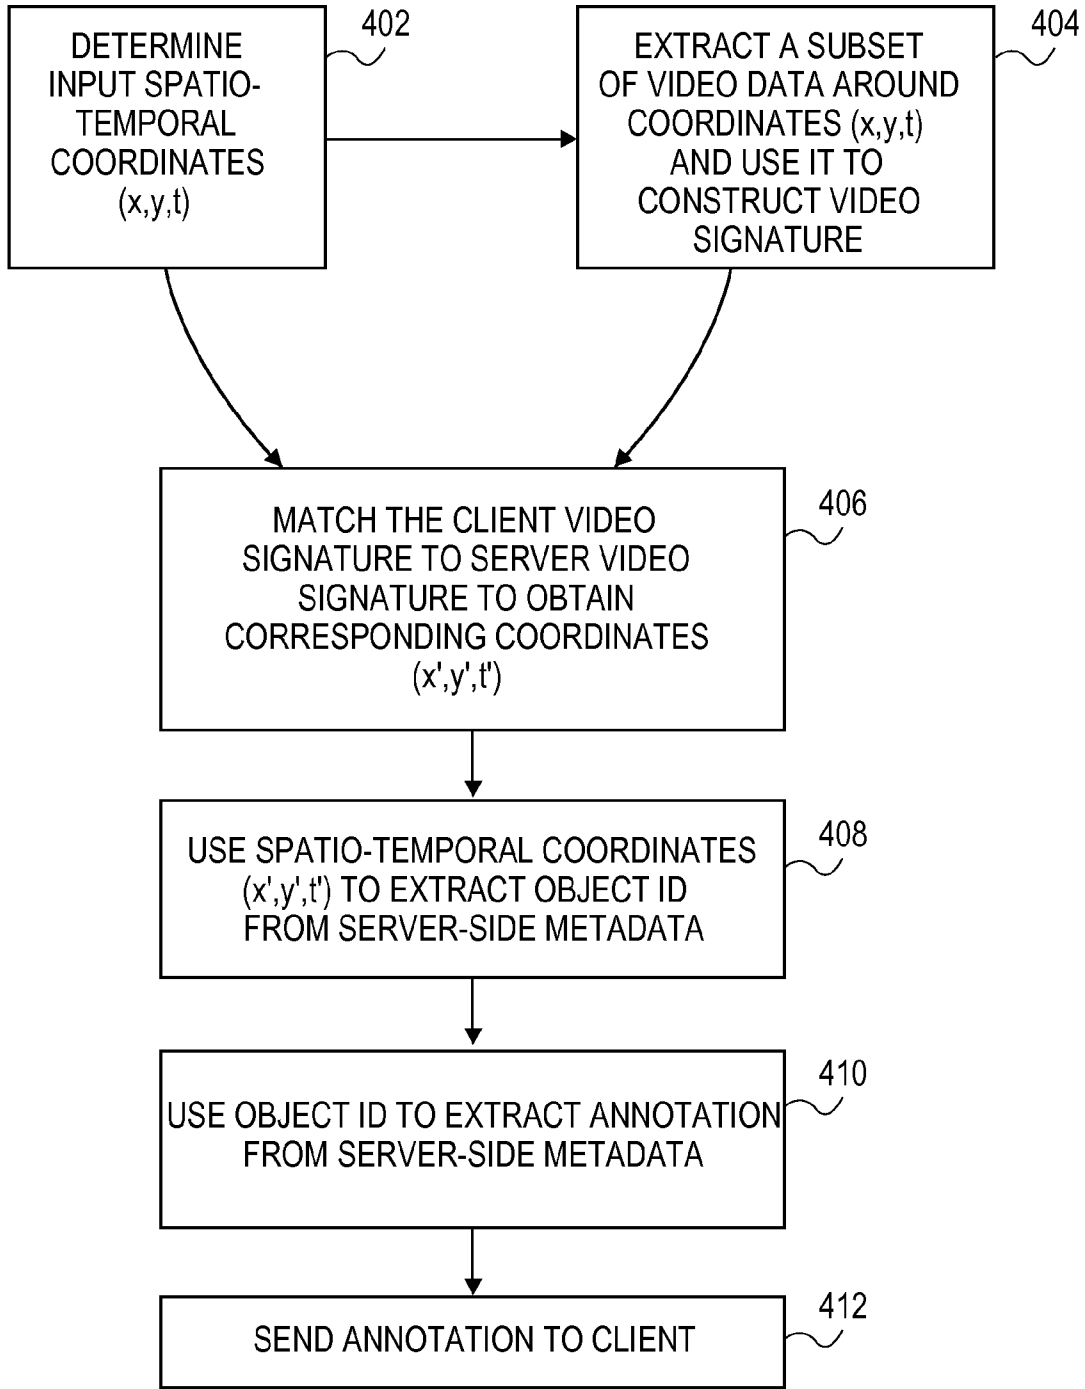 402
DETERMINE
INPUT SPATIO-
TEMPORAL
COORDINATES
(x,y,t)
404
EXTRACT A SUBSET
OF VIDEO DATA AROUND
COORDINATES (x,y,t)
AND USE IT TO
CONSTRUCT VIDEO
SIGNATURE
406
MATCH THE CLIENT VIDEO
SIGNATURE TO SERVER VIDEO
SIGNATURE TO OBTAIN
CORRESPONDING COORDINATES
(x',y',t')
408
USE SPATIO-TEMPORAL COORDINATES
(x',y',t') TO EXTRACT OBJECT ID
FROM SERVER-SIDE METADATA
410
USE OBJECT ID TO EXTRACT ANNOTATION
FROM SERVER-SIDE METADATA
412
SEND ANNOTATION TO CLIENT